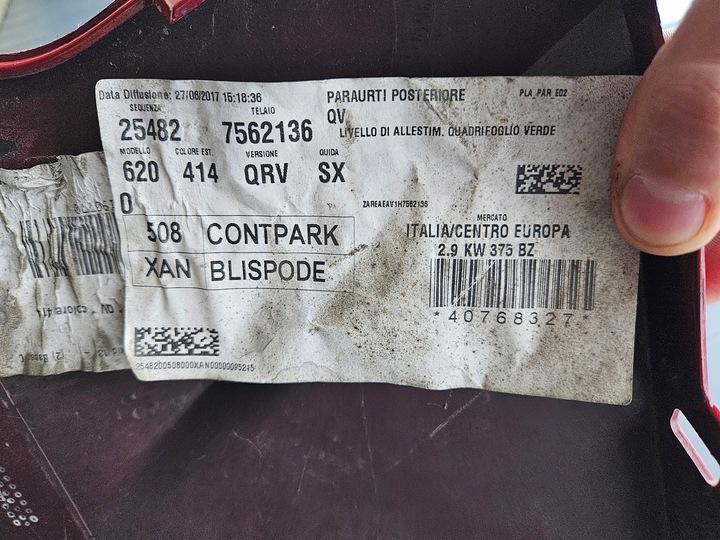 Data Diffusione: 27/06/2017 15:18:36
PARAURTI POSTERIORE
PLA_PAR_E02
SEQUENZA
TELAIO
QV
25482
7562136
LIVELLO DI ALLESTIM. QUADRIFOGLIO VERDE
MODELLO
COLORE EST.
VERSIONE
GUIDA
620
414
QRV
SX
0
ZAREAEAV1H7562136
508 CONTPARK
MERCATO
ITALIA/CENTRO EUROPA
XAN BLISPODE
2.9 KW 375 BZ
*40768327*